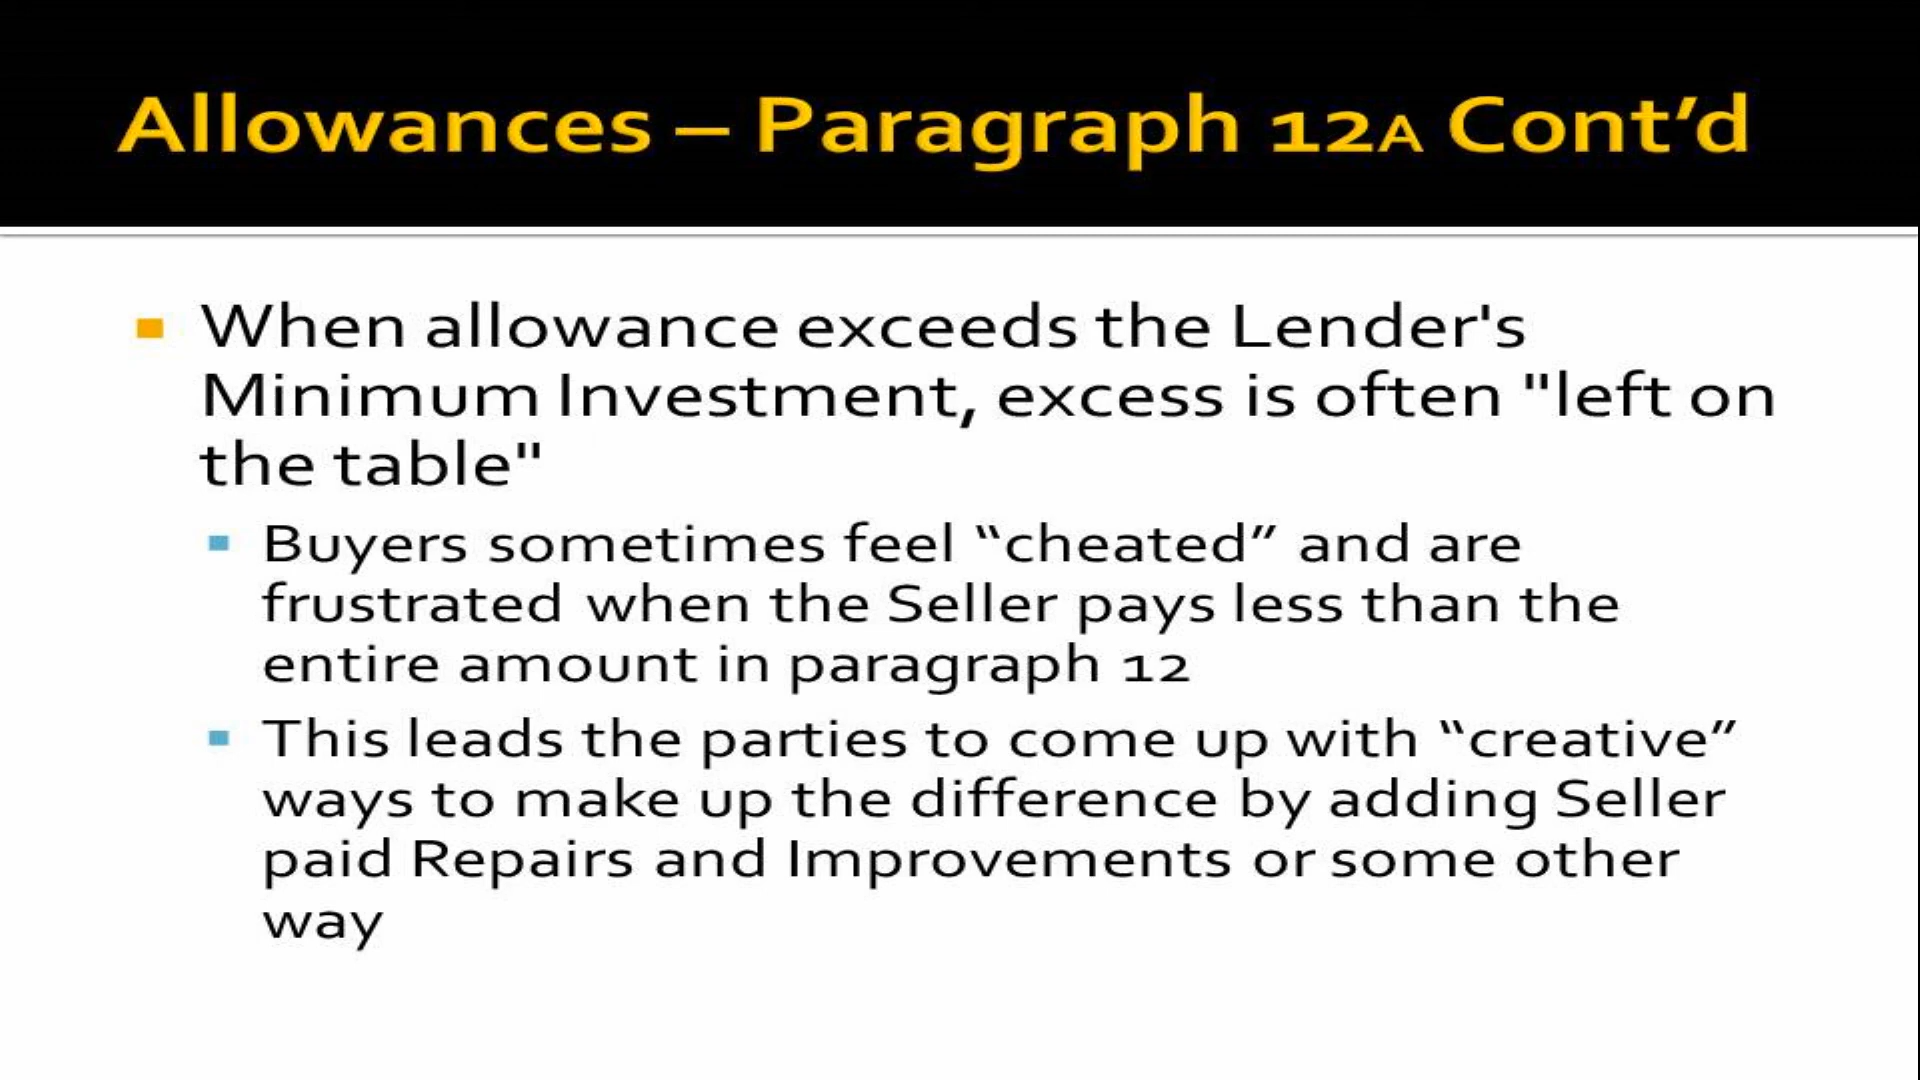 Allowances – Paragraph 12A Cont’d
When allowance exceeds the Lender's
Minimum Investment, excess is often "left on
the table"
Buyers sometimes feel “cheated” and are
frustrated when the Seller pays less than the
entire amount in paragraph 12
This leads the parties to come up with “creative”
ways to make up the difference by adding Seller
paid Repairs and Improvements or some other
way